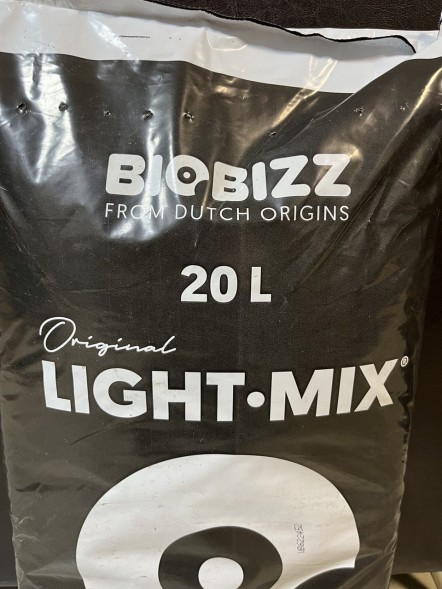 BIOBIZZ
FROM DUTCH ORIGINS
20 L
Original
LIGHT·MIX®